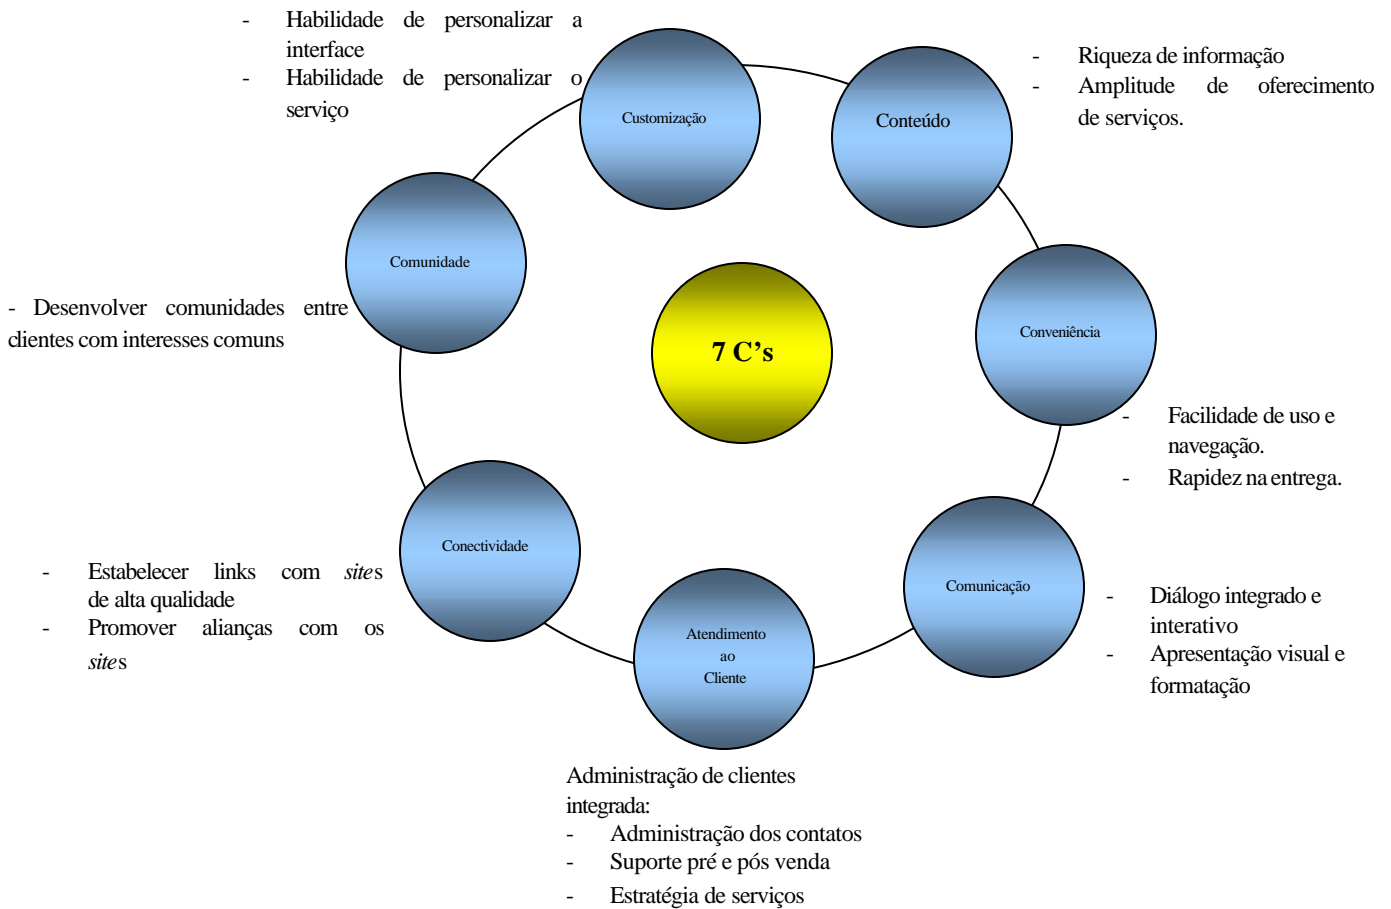 - Habilidade de personalizar a
interface
- Habilidade de personalizar o
serviço
Customização
Conteúdo
- Riqueza de informação
- Amplitude de oferecimento
de serviços.
Comunidade
- Desenvolver comunidades entre
clientes com interesses comuns
7 C’s
Conveniência
- Facilidade de uso e
navegação.
- Rapidez na entrega.
Conectividade
- Estabelecer links com sites
de alta qualidade
- Promover alianças com os
sites
Comunicação
- Diálogo integrado e
interativo
- Apresentação visual e
formatação
Atendimento
ao
Cliente
Administração de clientes
integrada:
- Administração dos contatos
- Suporte pré e pós venda
- Estratégia de serviços